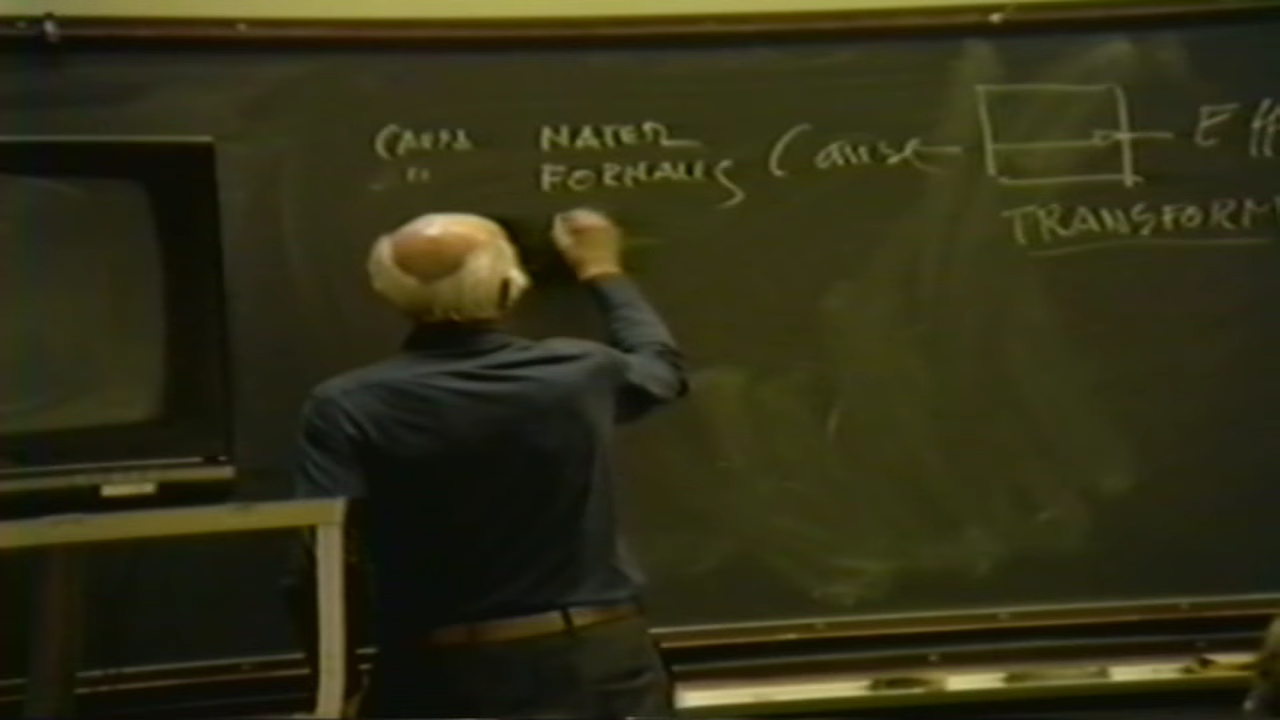 CAUSA MATER
" FORMALIS
Cause
EFF
TRANSFORM